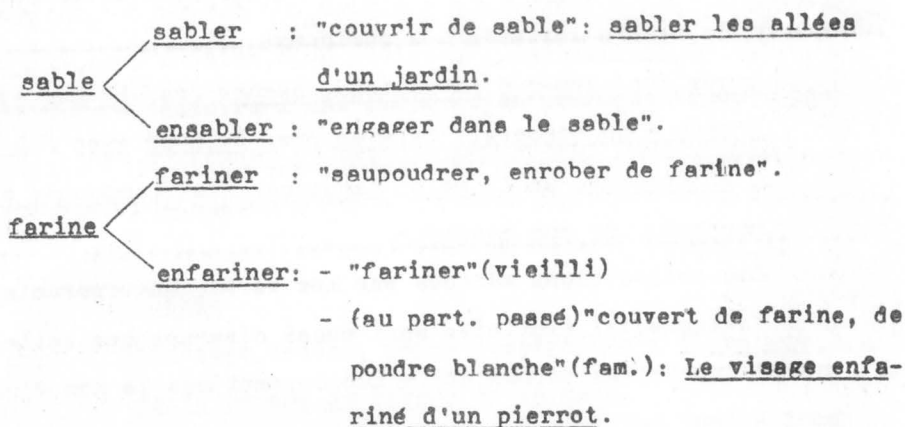 sabler : "couvrir de sable": sabler les allées
sable
d'un jardin.
ensabler : "engager dans le sable".
fariner : "saupoudrer, enrober de farine".
farine
enfariner: - "fariner"(vieilli)
- (au part. passé)"couvert de farine, de
poudre blanche"(fam.): Le visage enfa-
riné d'un pierrot.